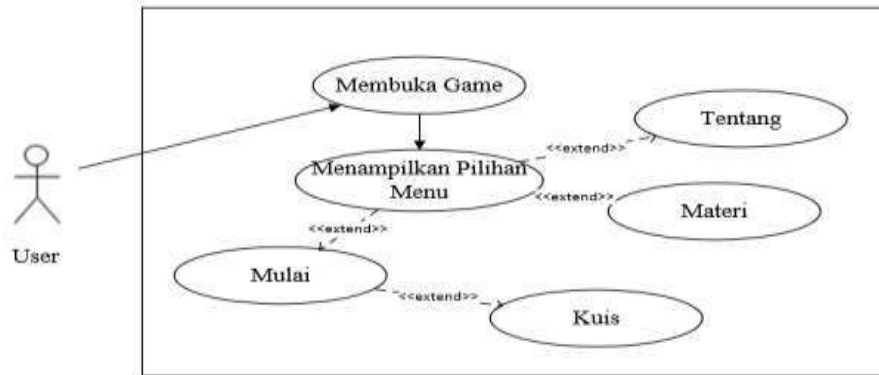 Membuka Game
Tentang
<<extend>>
Menampilkan Pilihan
Menu
<<extend>>
Materi
<<extend>>
User
Mulai
<<extend>>
Kuis